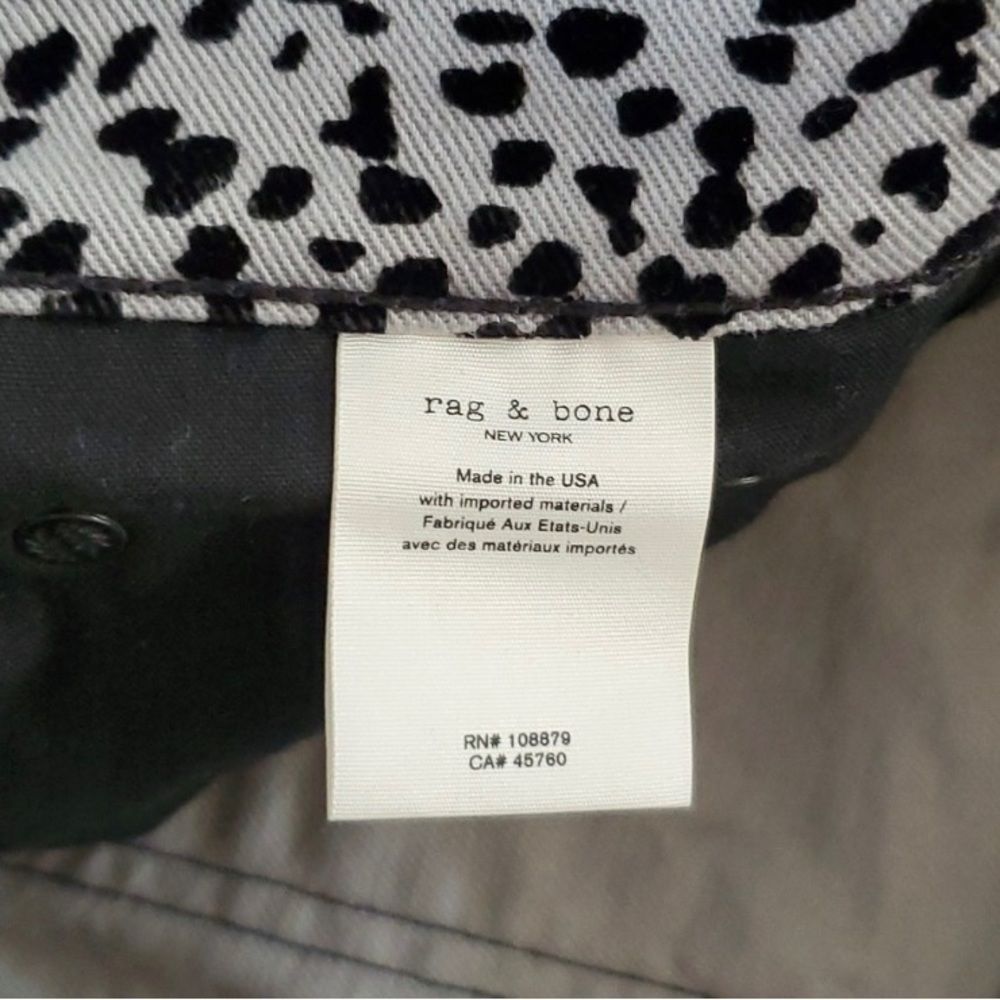 rag & bone
NEW YORK
Made in the USA
with imported materials /
Fabriqué Aux Etats-Unis
avec des matériaux importés
RN# 108879
CA# 45760